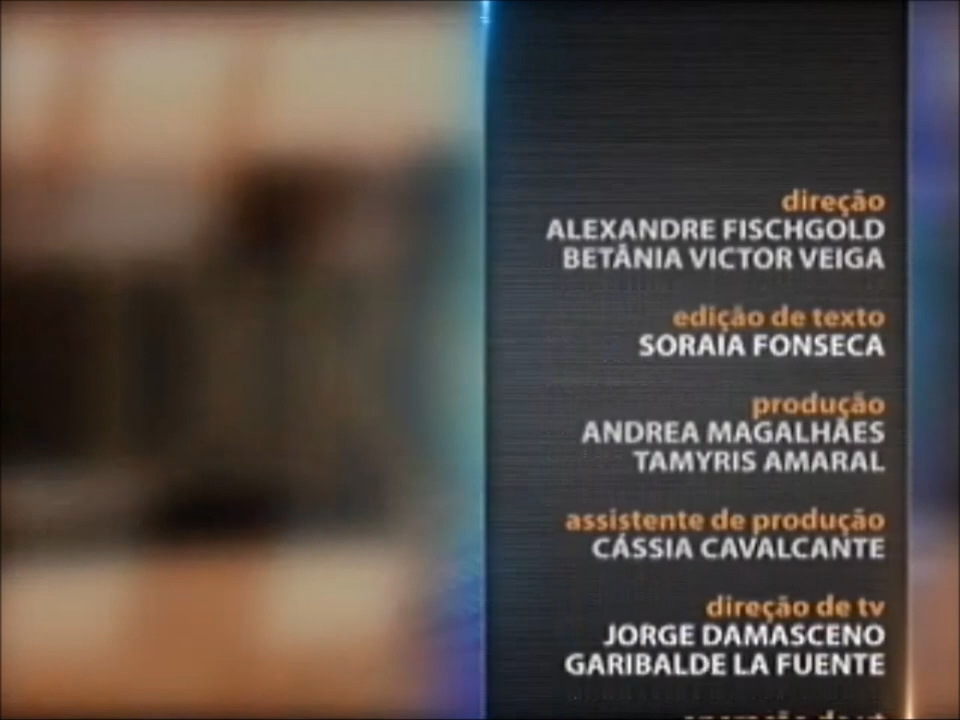 direção
ALEXANDRE FISCHGOLD
BETÂNIA VICTOR VEIGA
edição de texto
SORAIA FONSECA
produção
ANDREA MAGALHÃES
TAMYRIS AMARAL
assistente de produção
CÁSSIA CAVALCANTE
direção de tv
JORGE DAMASCENO
GARIBALDE LA FUENTE